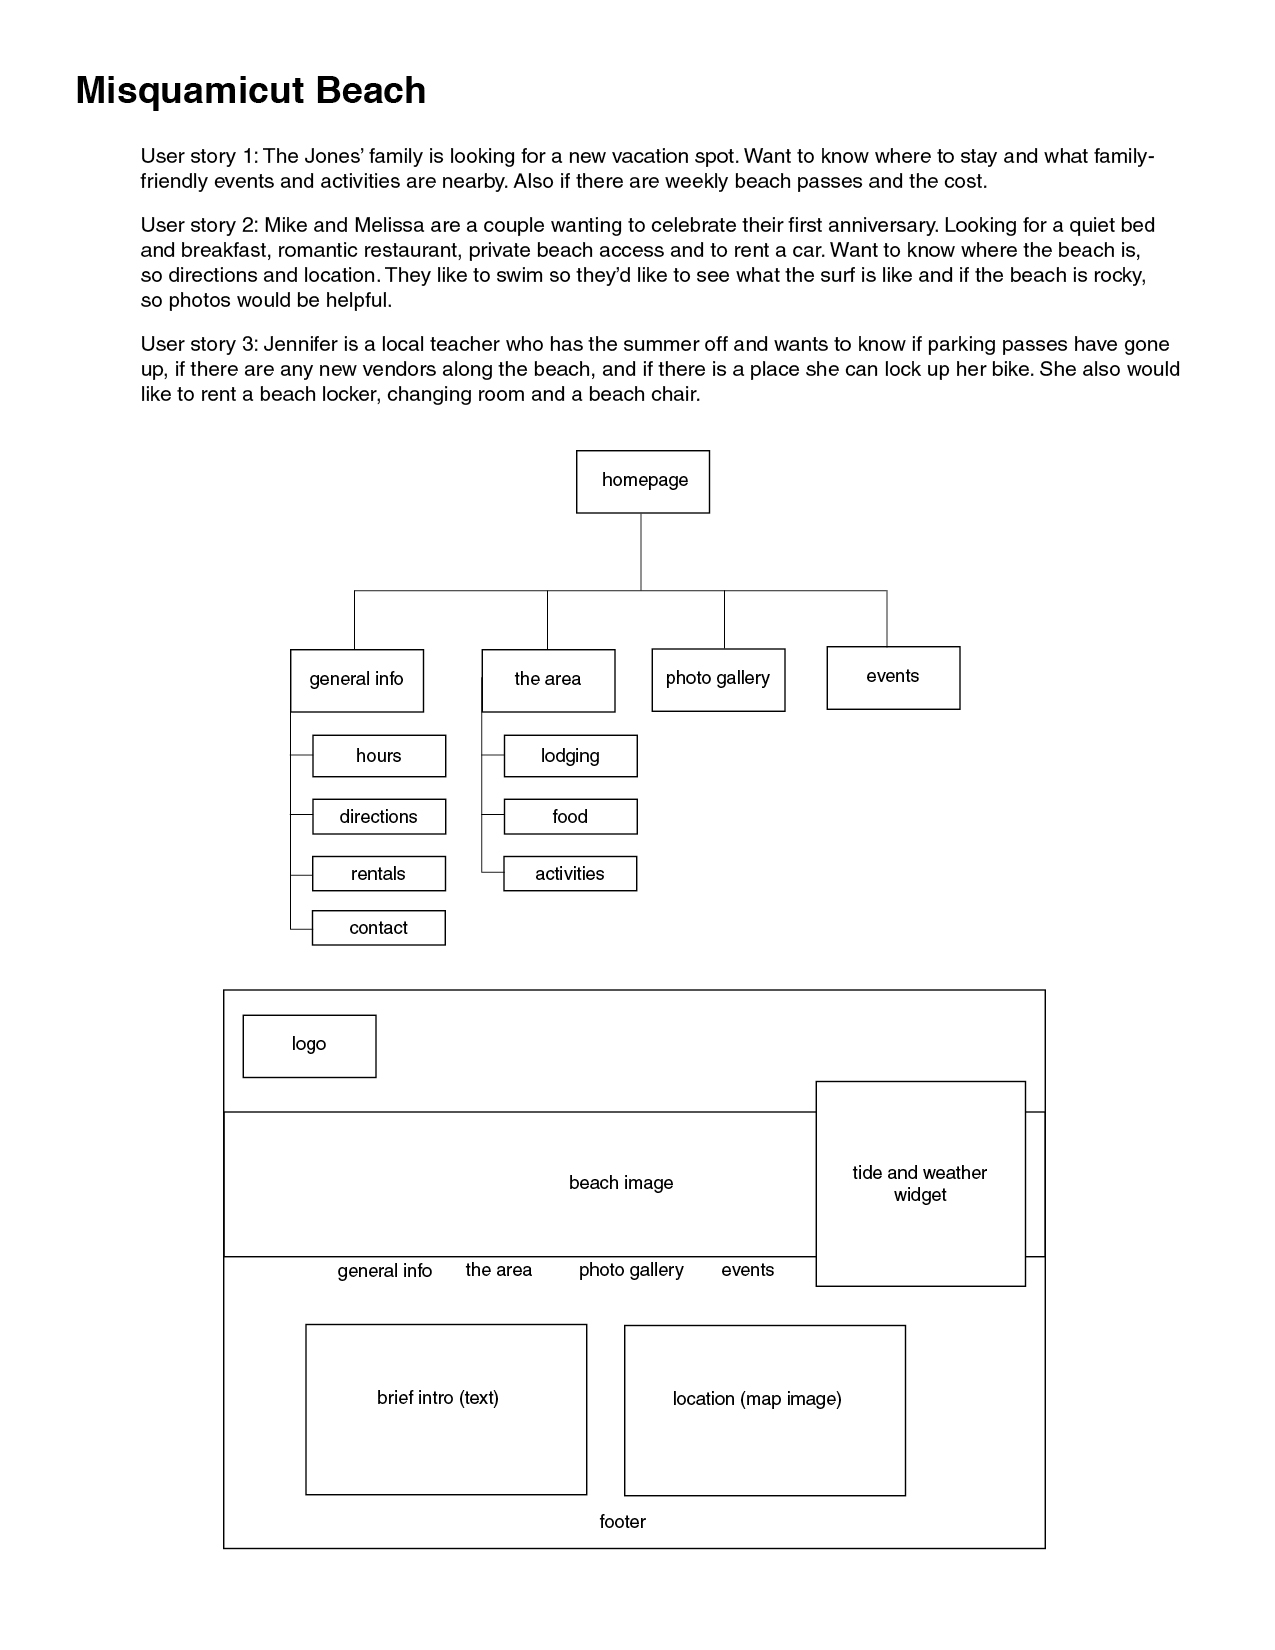 Misquamicut Beach
User story 1: The Jones’ family is looking for a new vacation spot. Want to know where to stay and what family-
friendly events and activities are nearby. Also if there are weekly beach passes and the cost.
User story 2: Mike and Melissa are a couple wanting to celebrate their first anniversary. Looking for a quiet bed
and breakfast, romantic restaurant, private beach access and to rent a car. Want to know where the beach is,
so directions and location. They like to swim so they’d like to see what the surf is like and if the beach is rocky,
so photos would be helpful.
User story 3: Jennifer is a local teacher who has the summer off and wants to know if parking passes have gone
up, if there are any new vendors along the beach, and if there is a place she can lock up her bike. She also would
like to rent a beach locker, changing room and a beach chair.
homepage
general info
the area
photo gallery
events
hours
lodging
directions
food
rentals
activities
contact
logo
beach image
tide and weather
widget
general info
the area
photo gallery
events
brief intro (text)
location (map image)
footer